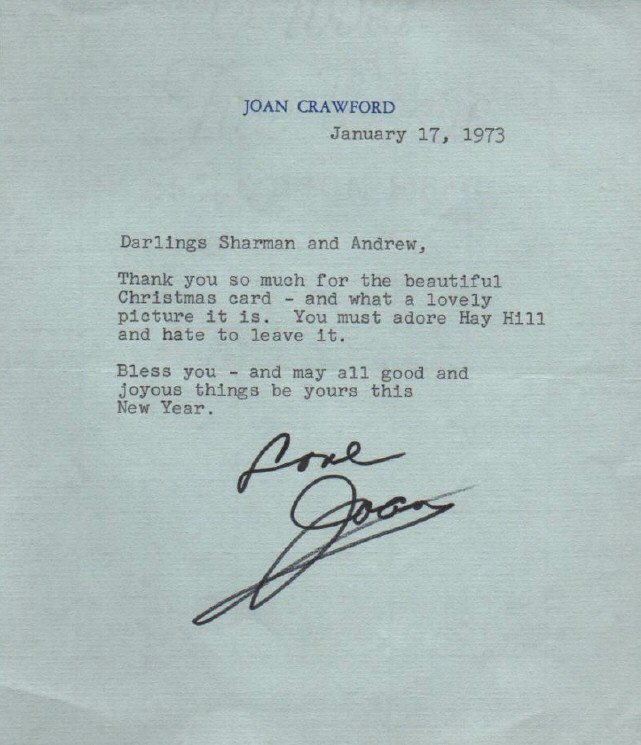 JOAN CRAWFORD
January 17, 1973
Darlings Sharman and Andrew,
Thank you so much for the beautiful
Christmas card - and what a lovely
picture it is. You must adore Hay Hill
and hate to leave it.
Bless you - and may all good and
joyous things be yours this
New Year.
Love
Joan